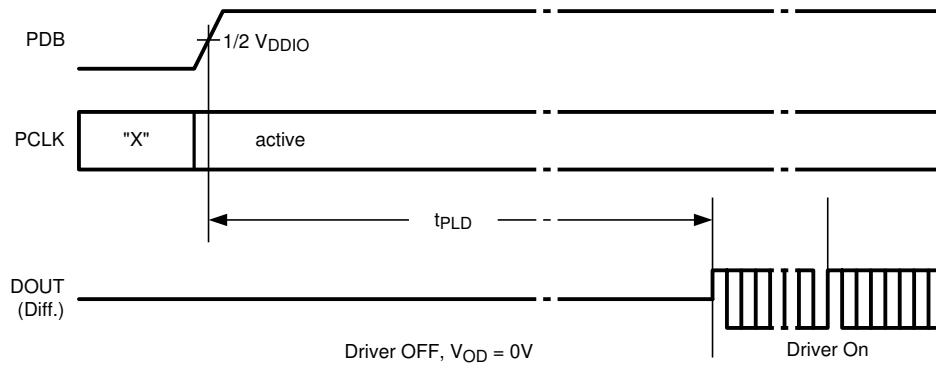 PDB
1/2 VDDIO
PCLK
"X"
active
tPLD
DOUT
(Diff.)
Driver OFF, VOD = 0V
Driver On